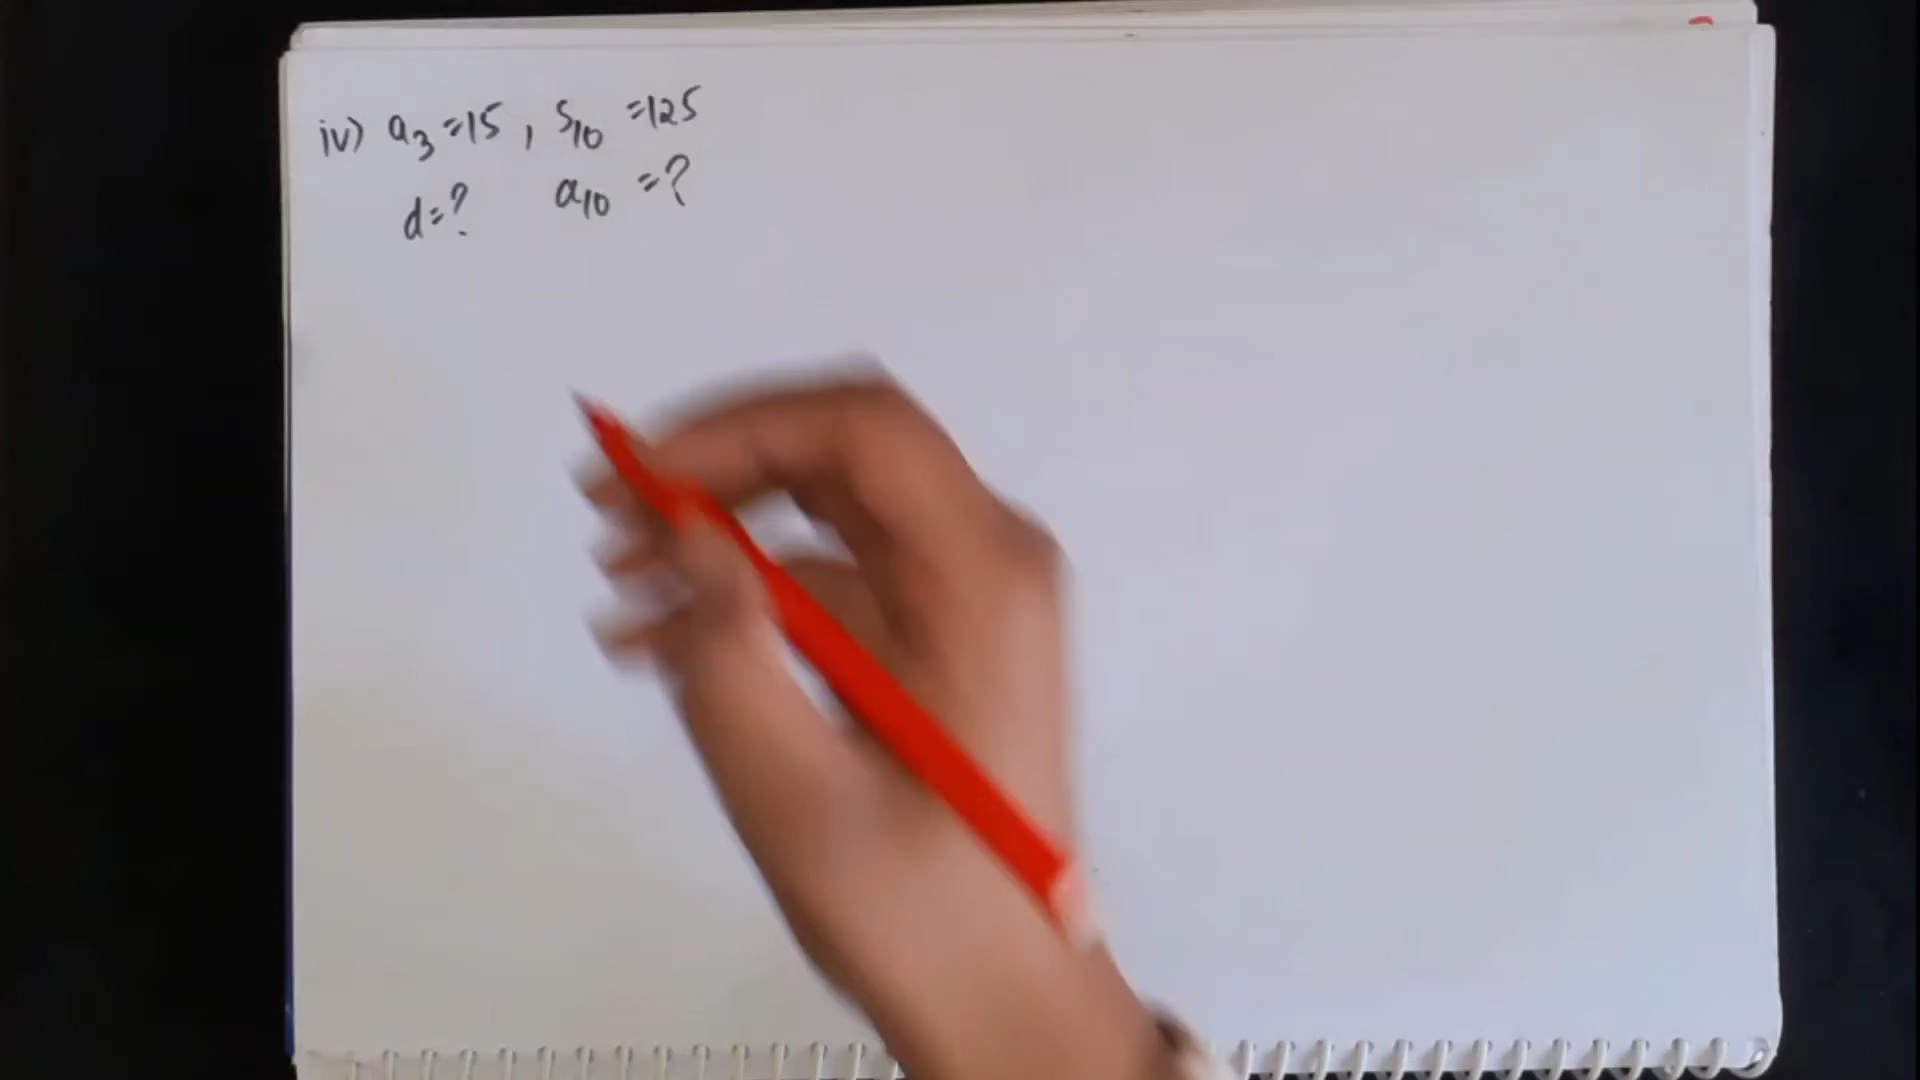 iv) a₃ =15, S₁₀ =125
d=? a₁₀ =?